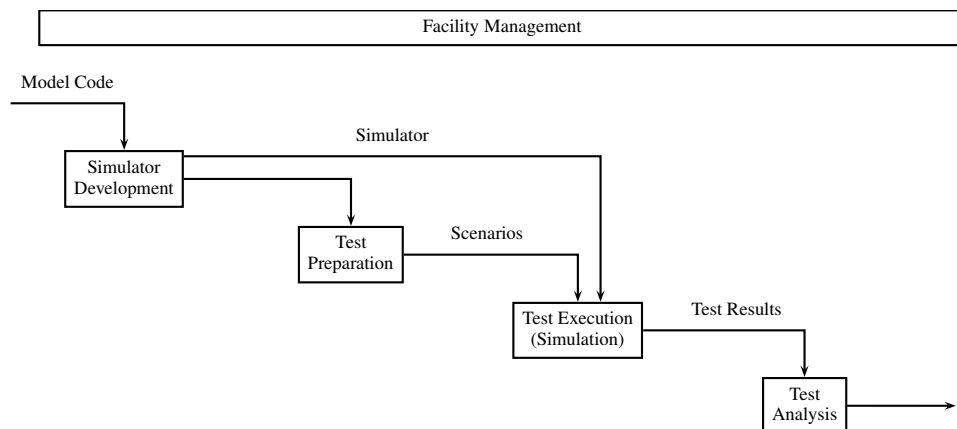 Facility Management
Model Code
Simulator
Simulator
Development
Test
Preparation
Scenarios
Test Execution
(Simulation)
Test Results
Test
Analysis